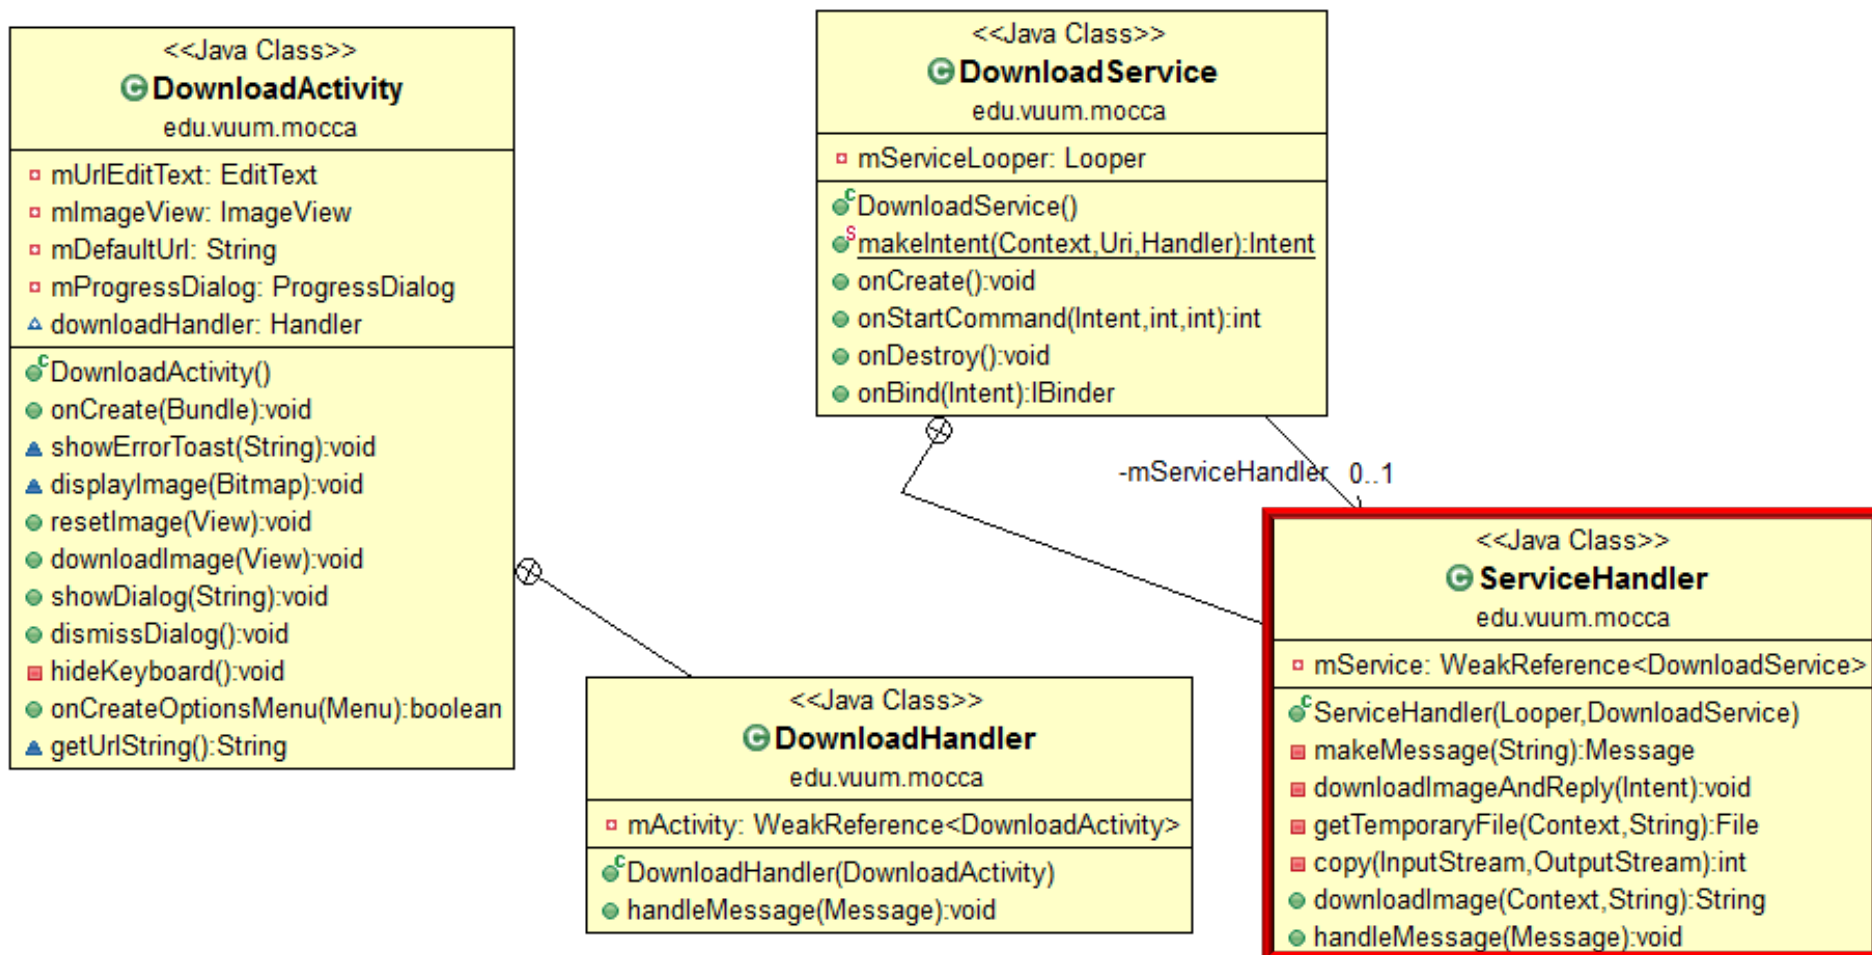 <<Java Class>>
DownloadActivity
edu.vuum.mocca
mUrlEditText: EditText
mImageView: ImageView
mDefaultUrl: String
mProgressDialog: ProgressDialog
downloadHandler: Handler
DownloadActivity()
onCreate(Bundle):void
showErrorToast(String):void
displayImage(Bitmap):void
resetImage(View):void
downloadImage(View):void
showDialog(String):void
dismissDialog():void
hideKeyboard():void
onCreateOptionsMenu(Menu):boolean
getUrlString():String
<<Java Class>>
DownloadService
edu.vuum.mocca
mServiceLooper: Looper
DownloadService()
makeIntent(Context,Uri,Handler):Intent
onCreate():void
onStartCommand(Intent,int,int):int
onDestroy():void
onBind(Intent):IBinder
-mServiceHandler 0..1
<<Java Class>>
DownloadHandler
edu.vuum.mocca
mActivity: WeakReference<DownloadActivity>
DownloadHandler(DownloadActivity)
handleMessage(Message):void
<<Java Class>>
ServiceHandler
edu.vuum.mocca
mService: WeakReference<DownloadService>
ServiceHandler(Looper,DownloadService)
makeMessage(String):Message
downloadImageAndReply(Intent):void
getTemporaryFile(Context,String):File
copy(InputStream,OutputStream):int
downloadImage(Context,String):String
handleMessage(Message):void